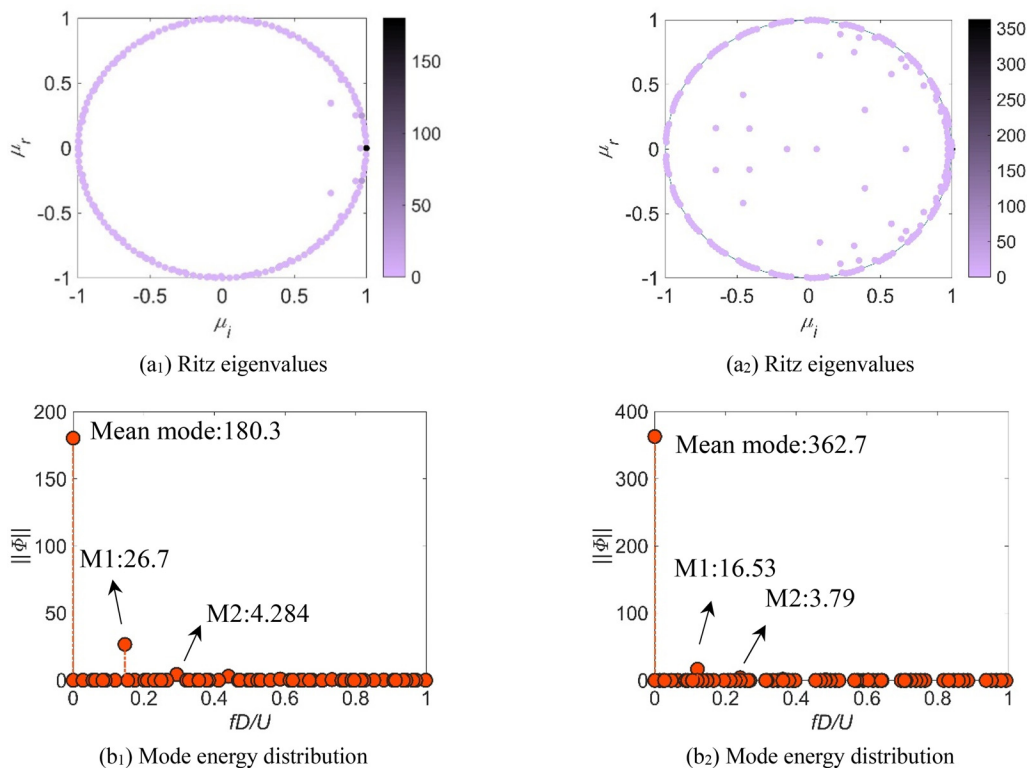 1
0.5
0
-0.5
-1
μr
-1 -0.5 0 0.5 1
μi
150
100
50
0
(a1) Ritz eigenvalues
1
0.5
0
-0.5
-1
μr
-1 -0.5 0 0.5 1
μi
350
300
250
200
150
100
50
0
(a2) Ritz eigenvalues
200
150
100
50
0
||Φ||
Mean mode:180.3
M1:26.7
M2:4.284
0 0.2 0.4 0.6 0.8 1
fD/U
(b1) Mode energy distribution
400
300
200
100
0
||Φ||
Mean mode:362.7
M1:16.53
M2:3.79
0 0.2 0.4 0.6 0.8 1
fD/U
(b2) Mode energy distribution